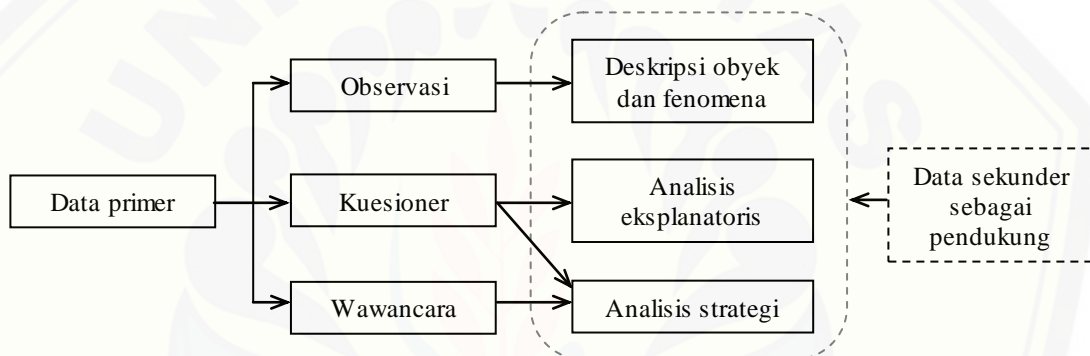 Data primer
Observasi
Kuesioner
Wawancara
Deskripsi obyek
dan fenomena
Analisis
eksplanatoris
Analisis strategi
Data sekunder
sebagai
pendukung